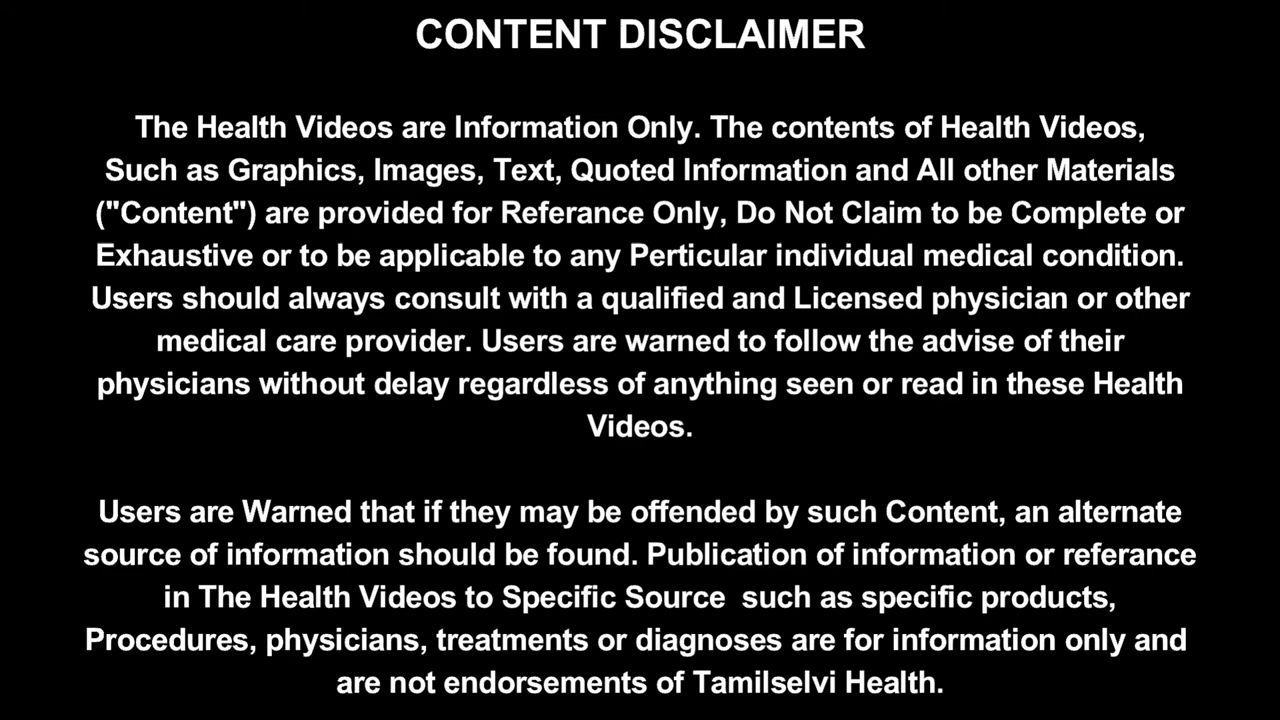 CONTENT DISCLAIMER
The Health Videos are Information Only. The contents of Health Videos,
Such as Graphics, Images, Text, Quoted Information and All other Materials
("Content") are provided for Referance Only, Do Not Claim to be Complete or
Exhaustive or to be applicable to any Perticular individual medical condition.
Users should always consult with a qualified and Licensed physician or other
medical care provider. Users are warned to follow the advise of their
physicians without delay regardless of anything seen or read in these Health
Videos.
Users are Warned that if they may be offended by such Content, an alternate
source of information should be found. Publication of information or referance
in The Health Videos to Specific Source  such as specific products,
Procedures, physicians, treatments or diagnoses are for information only and
are not endorsements of Tamilselvi Health.